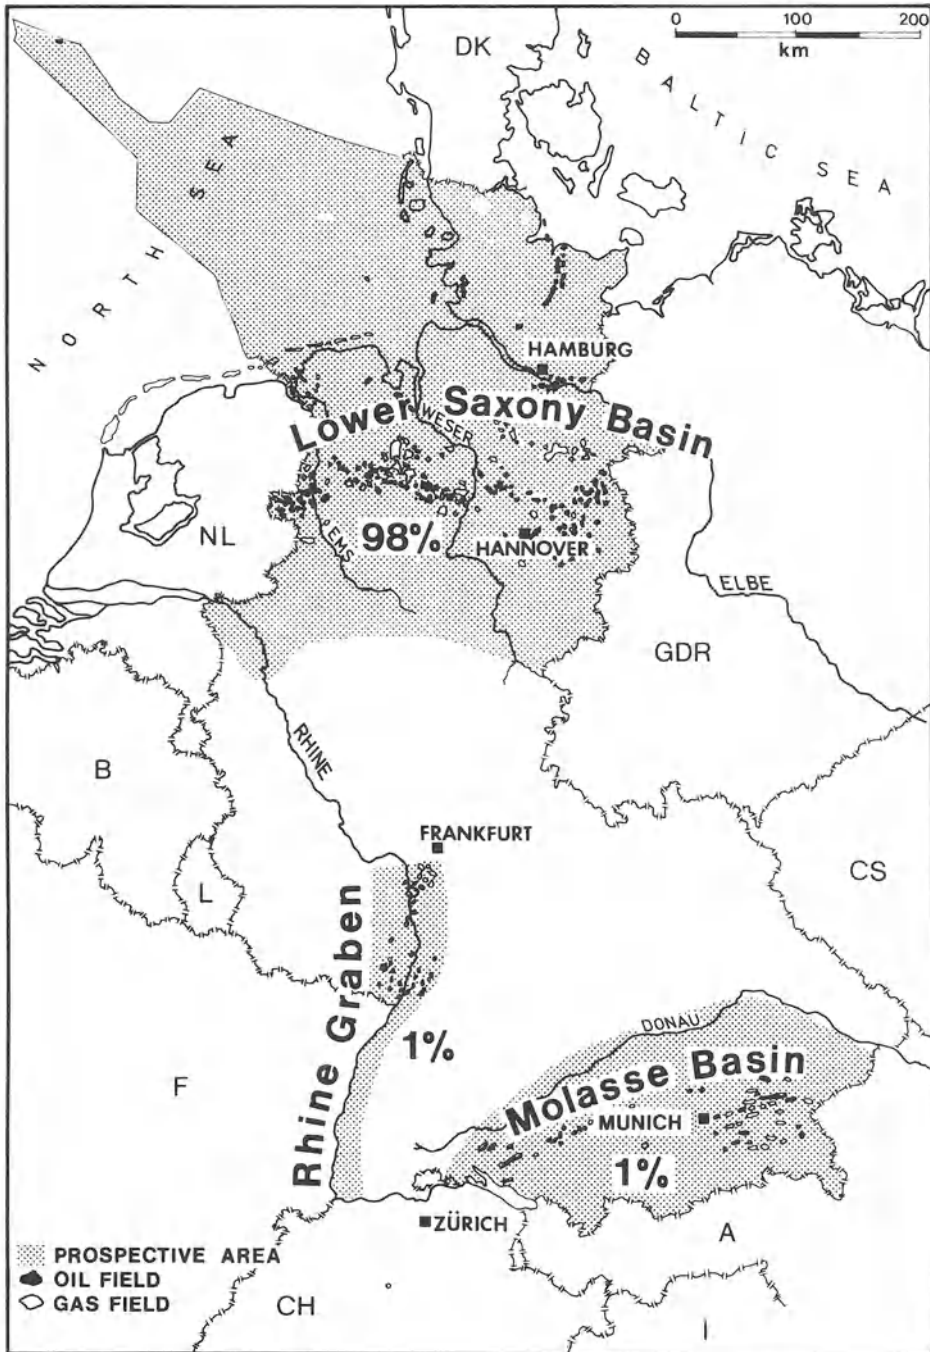 0 100 200
km
DK
BALTIC SEA
NORTH SEA
HAMBURG
Lower Saxony Basin
WESER
NL
EMS
98%
HANNOVER
ELBE
GDR
B
RHINE
FRANKFURT
L
CS
Rhine Graben
1%
DONAU
F
Molasse Basin
MUNICH
1%
ZÜRICH
A
PROSPECTIVE AREA
OIL FIELD
GAS FIELD
CH
I